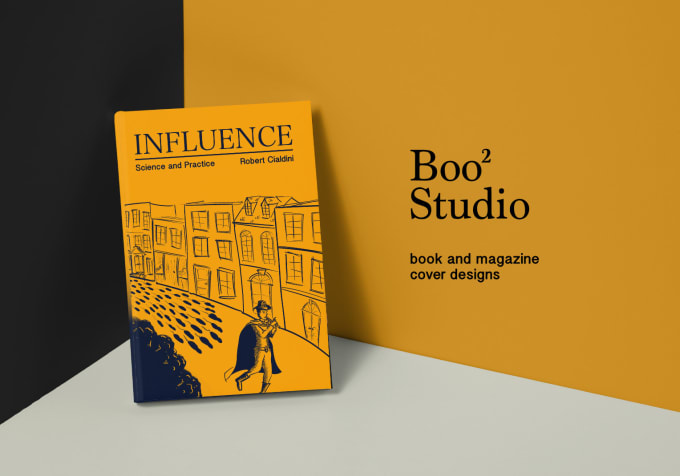 INFLUENCE
Science and Practice Robert Cialdini
Boo²
Studio
book and magazine
cover designs